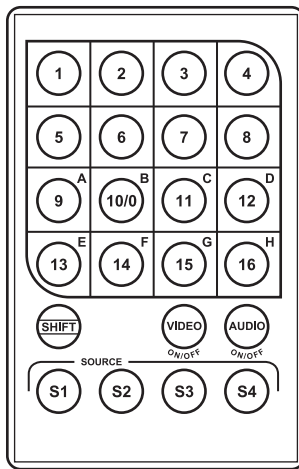 1 2 3 4
5 6 7 8
A B C D
9 10/0 11 12
E F G H
13 14 15 16
SHIFT VIDEO AUDIO
ON/OFF ON/OFF
SOURCE
S1 S2 S3 S4